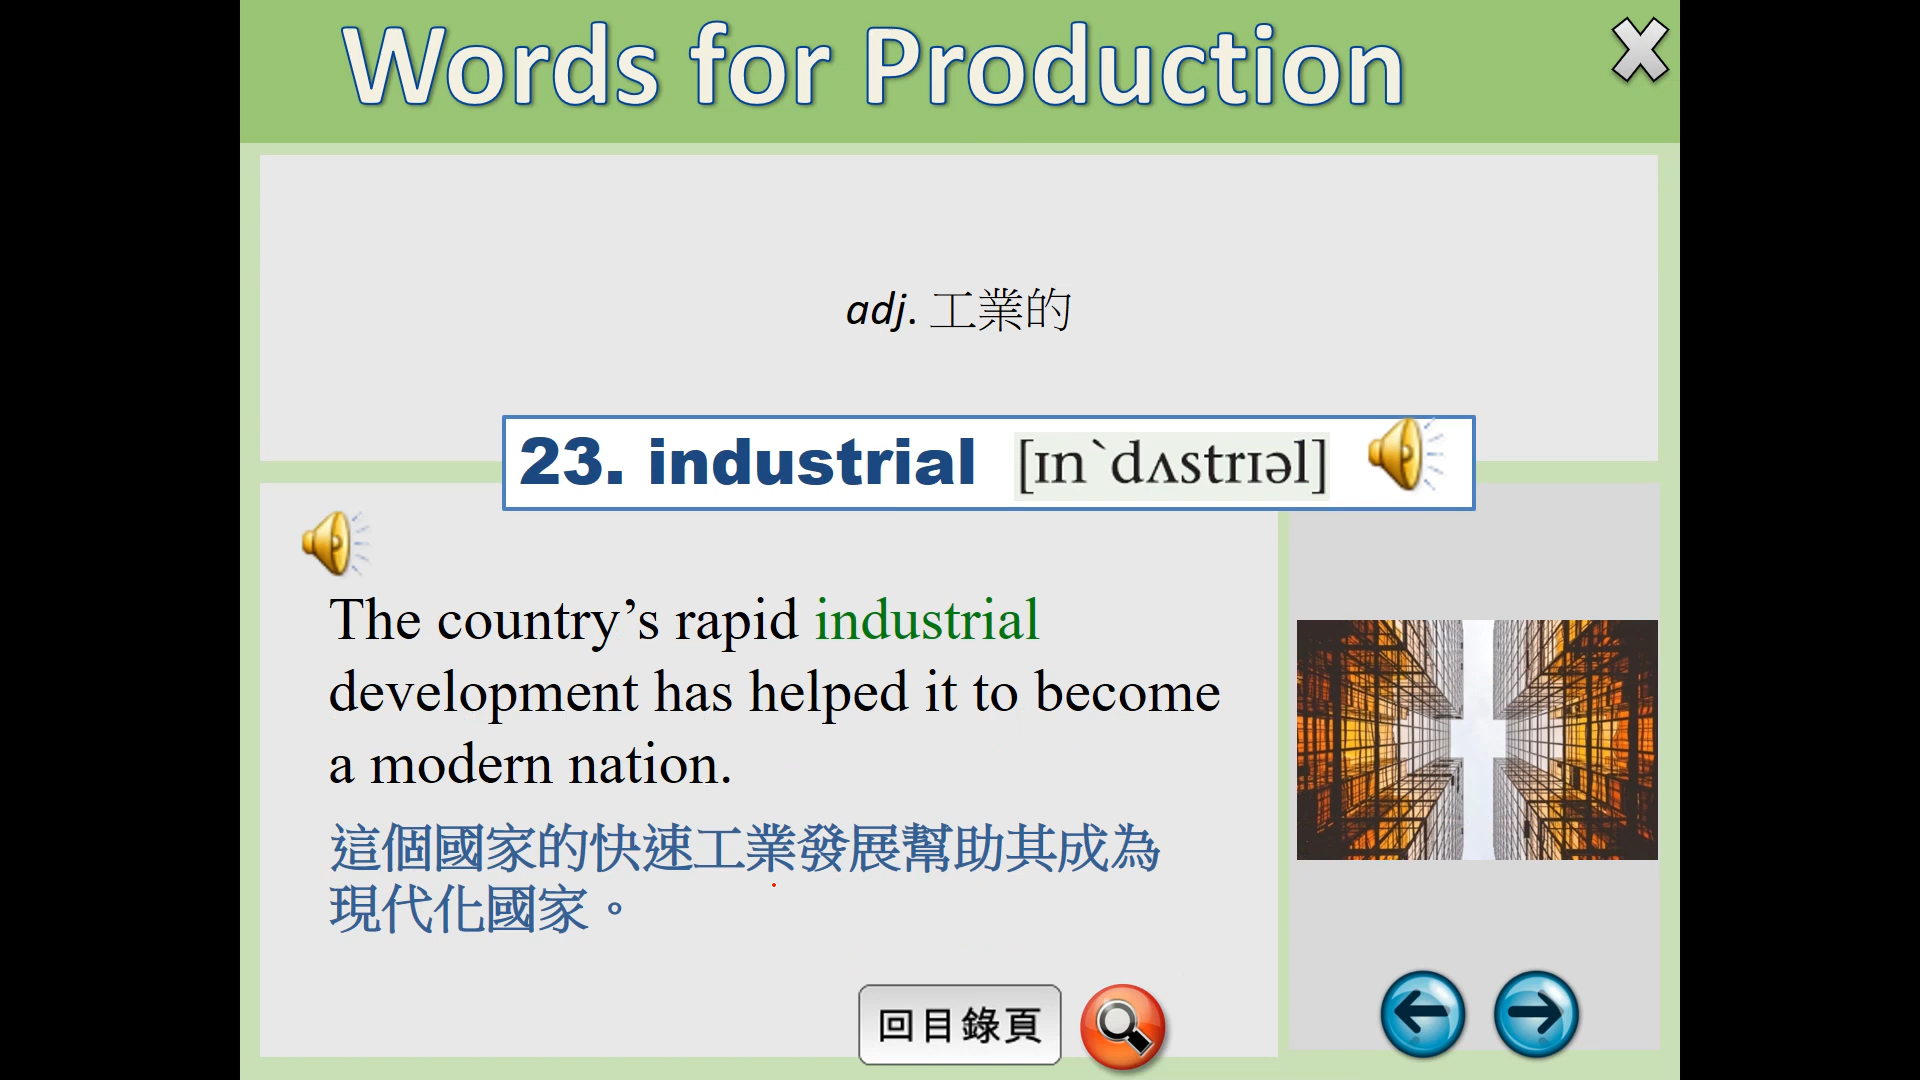 Words for Production
adj. 工業的
23. industrial [ɪnˋdʌstrɪəl]
The country’s rapid industrial
development has helped it to become
a modern nation.
這個國家的快速工業發展幫助其成為
現代化國家。
回目錄頁